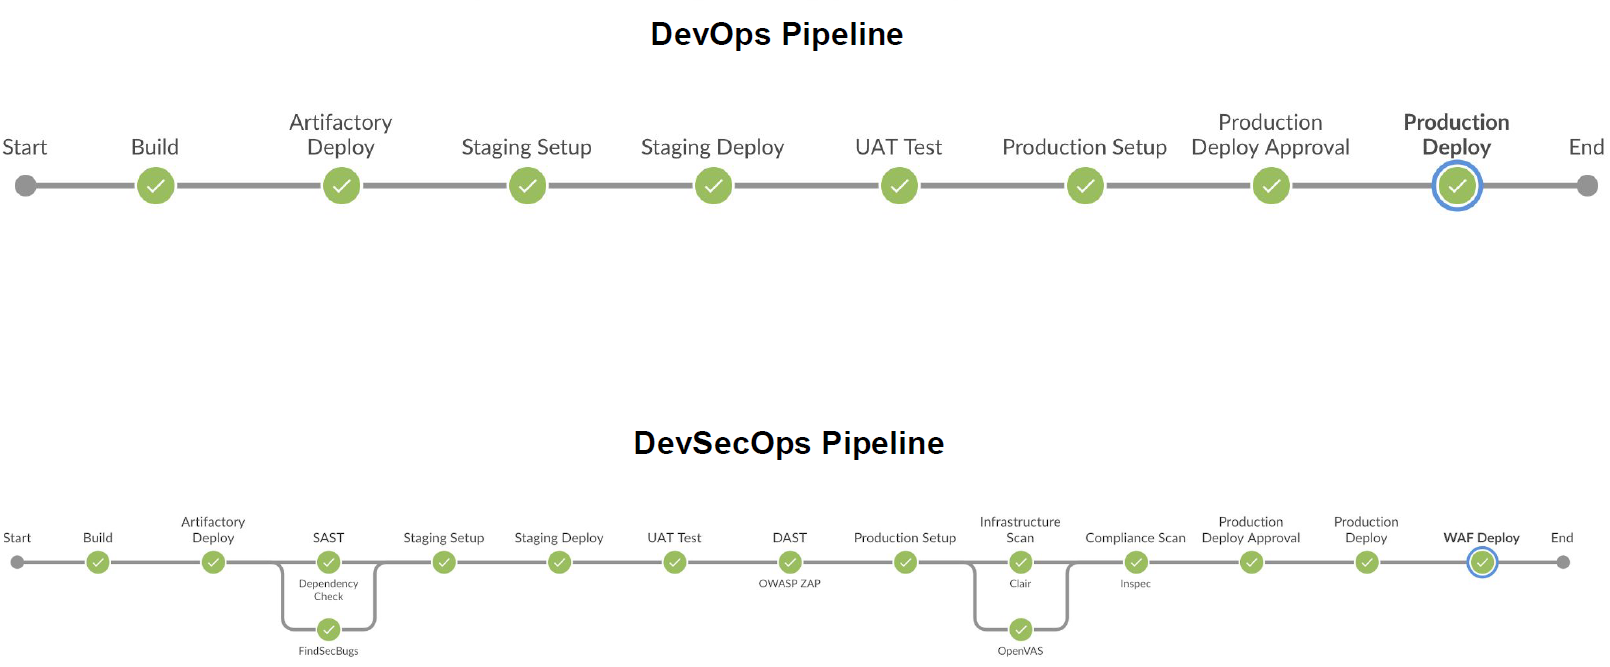 DevOps Pipeline
Start
Build
Artifactory
Deploy
Staging Setup
Staging Deploy
UAT Test
Production Setup
Production
Deploy Approval
Production
Deploy
End
DevSecOps Pipeline
Start
Build
Artifactory
Deploy
SAST
Dependency
Check
FindSecBugs
Staging Setup
Staging Deploy
UAT Test
DAST
OWASP ZAP
Production Setup
Infrastructure
Scan
Clair
OpenVAS
Compliance Scan
Inspec
Production
Deploy Approval
Production
Deploy
WAF Deploy
End